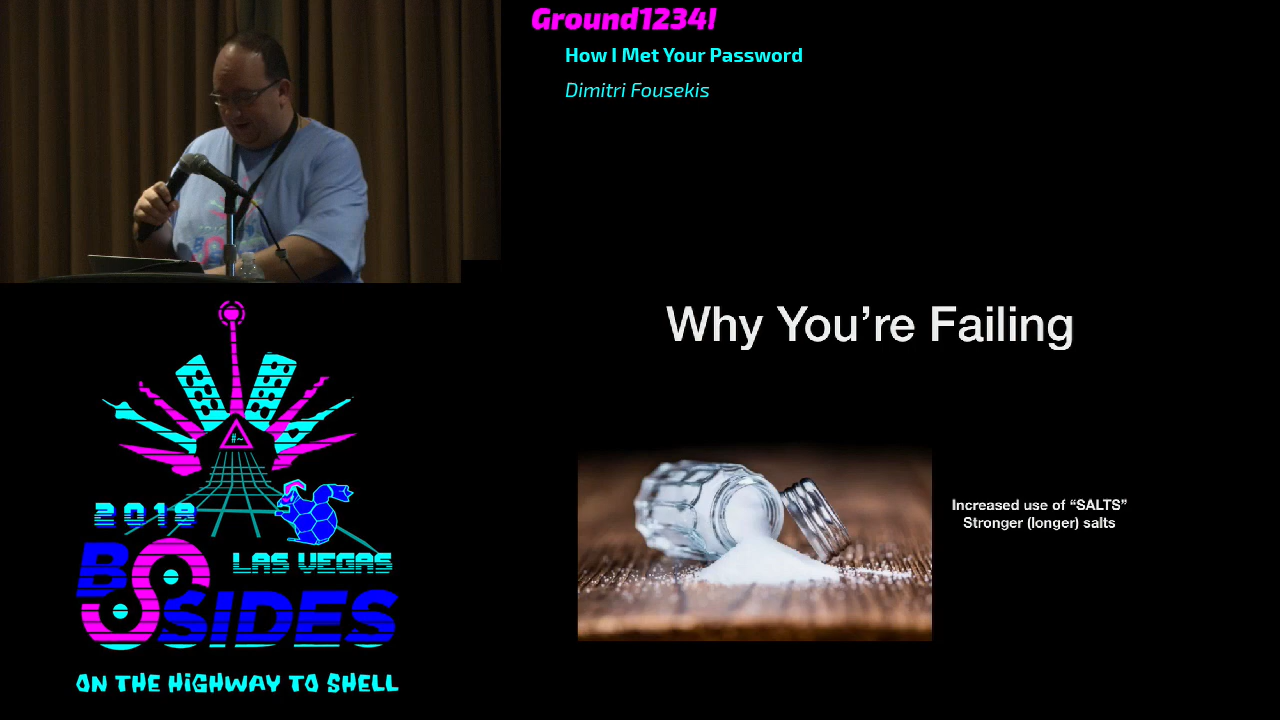 Ground1234!
How I Met Your Password
Dimitri Fousekis
Why You're Failing
Increased use of “SALTS”
Stronger (longer) salts
#~
2018
BSIDES
LAS VEGAS
ON THE HIGHWAY TO SHELL